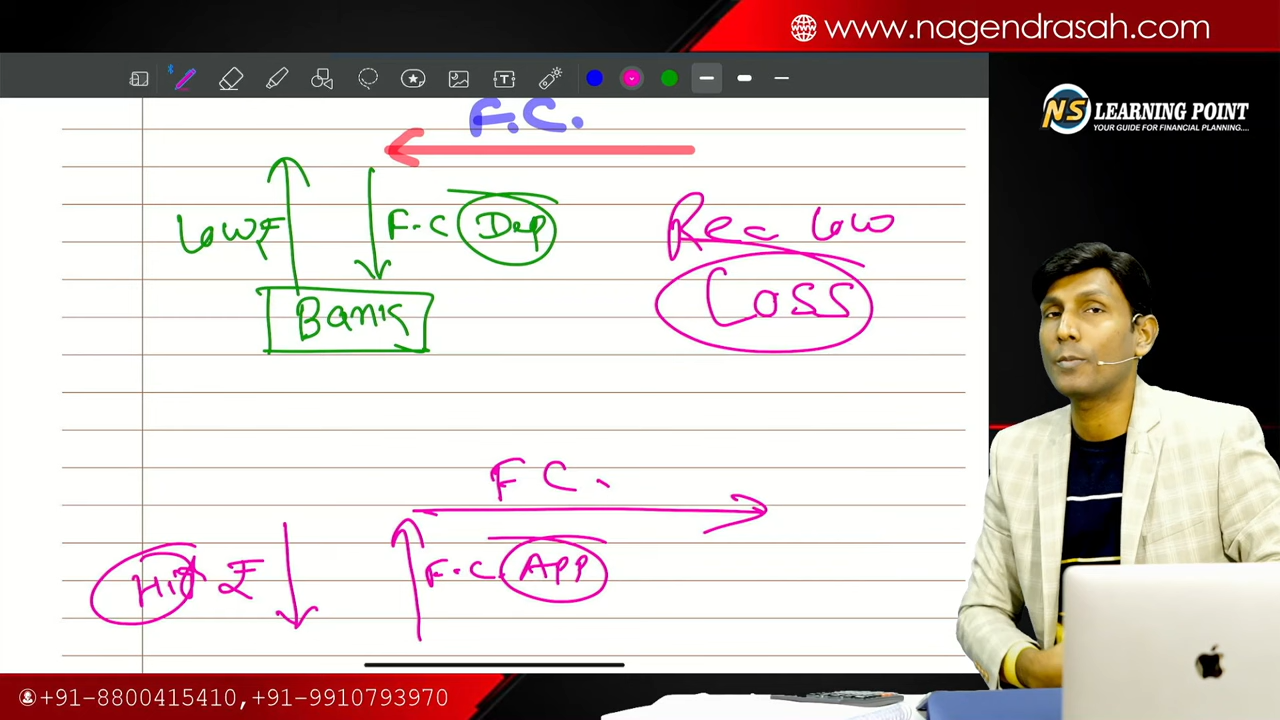 www.nagendrasah.com
NS LEARNING POINT
YOUR GUIDE FOR FINANCIAL PLANNING....
F.C.
Low ₹
F.C Dep
Rec low
Loss
Bank
F C.
High ₹
F.C. App
+91-8800415410,+91-9910793970